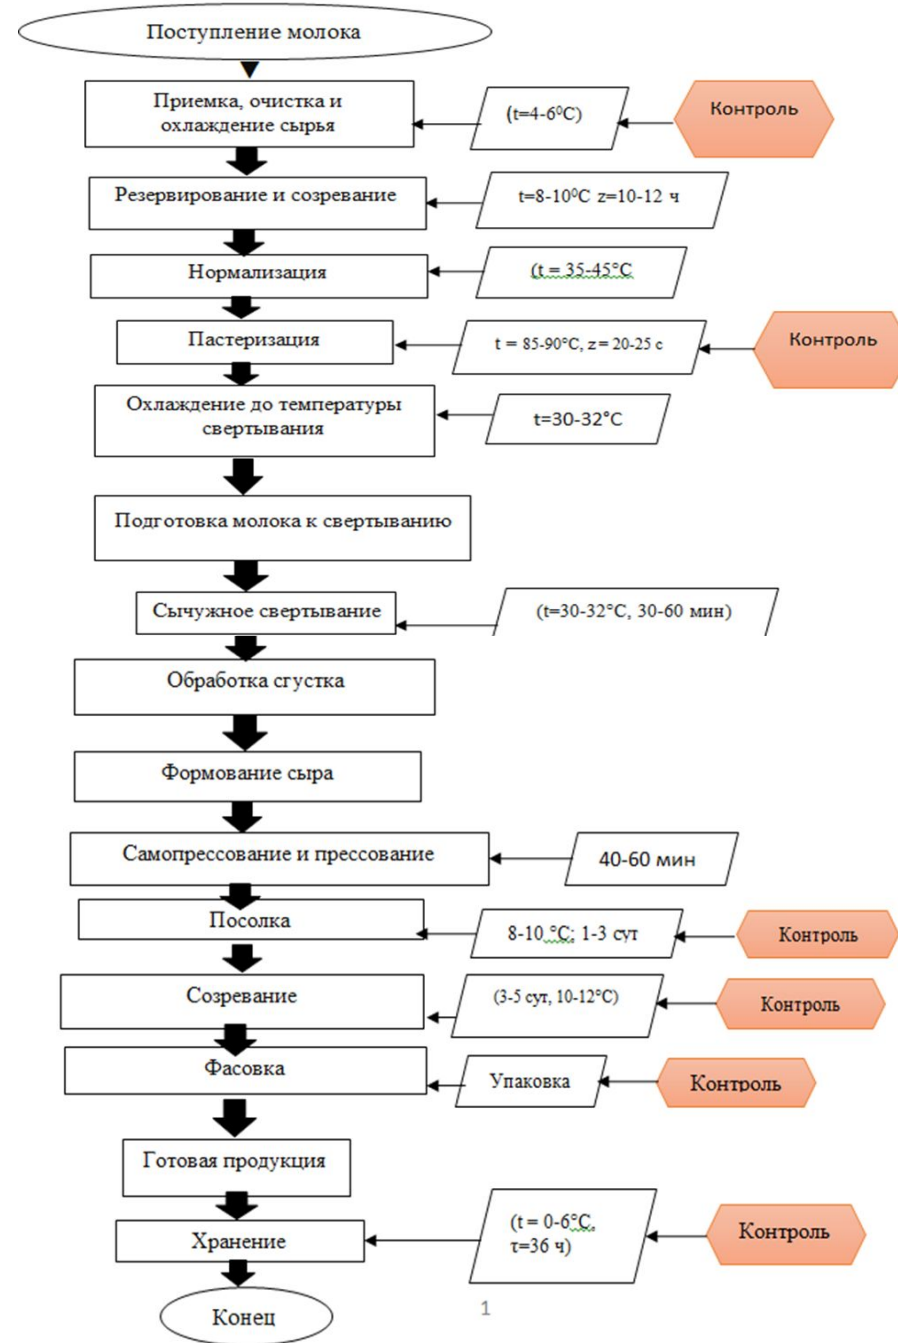 Поступление молока
Приемка, очистка и
охлаждение сырья
(t=4-6⁰С)
Контроль
Резервирование и созревание
t=8-10⁰С z=10-12 ч
Нормализация
(t = 35-45°С
Пастеризация
t = 85-90°С, z = 20-25 с
Контроль
Охлаждение до температуры
свертывания
t=30-32°С
Подготовка молока к свертыванию
Сычужное свертывание
(t=30-32°С, 30-60 мин)
Обработка сгустка
Формование сыра
Самопрессование и прессование
40-60 мин
Посолка
8-10 °С; 1-3 сут
Контроль
Созревание
(3-5 сут, 10-12°С)
Контроль
Фасовка
Упаковка
Контроль
Готовая продукция
Хранение
(t = 0-6°С,
τ=36 ч)
Контроль
Конец
1